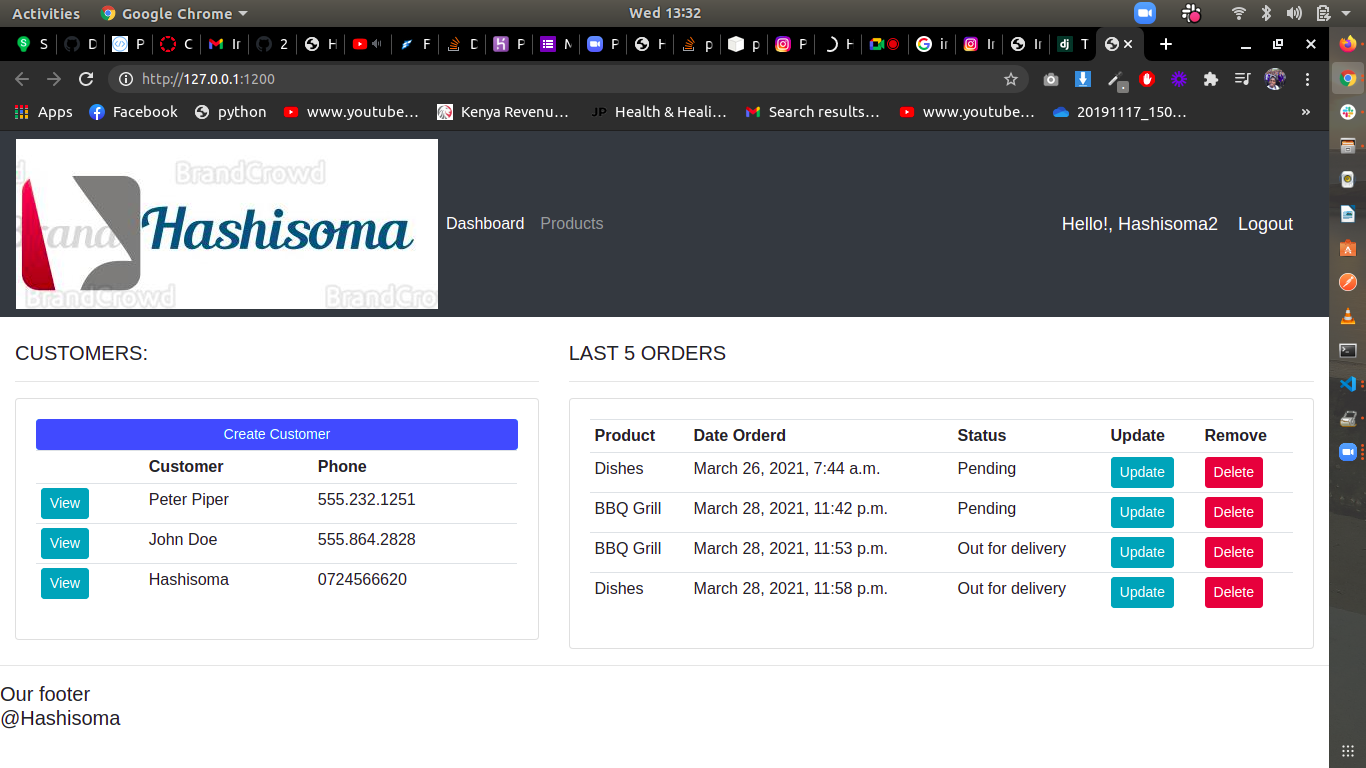 Activities Google Chrome Wed 13:32
S D P C Ir 2 H F D P M P H p p P H ir Ir Ir T
http://127.0.0.1:1200
Apps Facebook python www.youtube... Kenya Revenu... JP Health & Heali... Search results... www.youtube... 20191117_150... »
BrandCrowd
Brand
Hashisoma
BrandCrowd BrandCro
Dashboard Products Hello!, Hashisoma2 Logout
CUSTOMERS:
Create Customer
Customer Phone
View Peter Piper 555.232.1251
View John Doe 555.864.2828
View Hashisoma 0724566620
LAST 5 ORDERS
Product Date Orderd Status Update Remove
Dishes March 26, 2021, 7:44 a.m. Pending Update Delete
BBQ Grill March 28, 2021, 11:42 p.m. Pending Update Delete
BBQ Grill March 28, 2021, 11:53 p.m. Out for delivery Update Delete
Dishes March 28, 2021, 11:58 p.m. Out for delivery Update Delete
Our footer
@Hashisoma